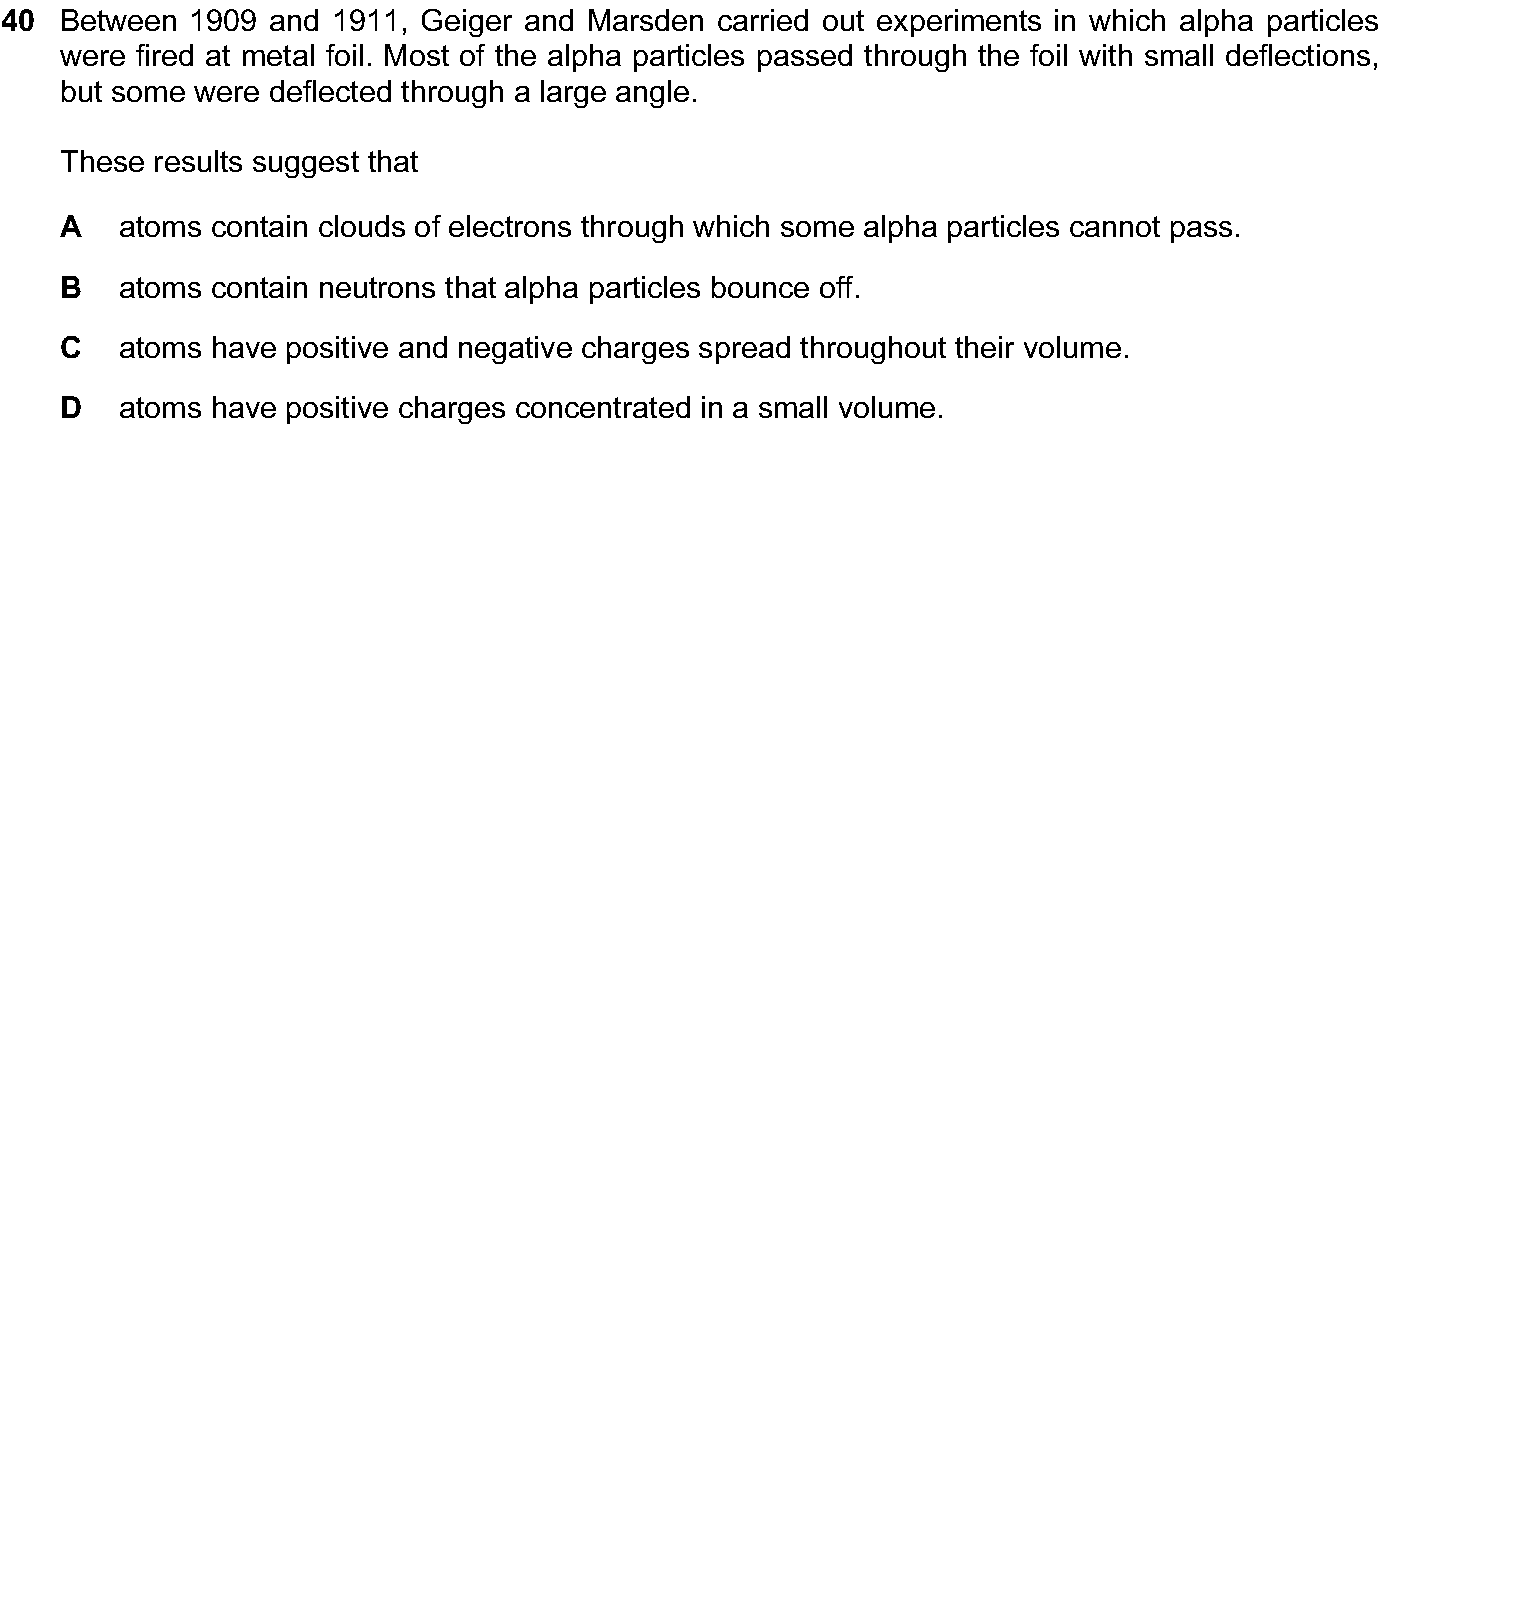 40 Between 1909 and 1911, Geiger and Marsden carried out experiments in which alpha particles
were fired at metal foil. Most of the alpha particles passed through the foil with small deflections,
but some were deflected through a large angle.
These results suggest that
A atoms contain clouds of electrons through which some alpha particles cannot pass.
B atoms contain neutrons that alpha particles bounce off.
C atoms have positive and negative charges spread throughout their volume.
D atoms have positive charges concentrated in a small volume.